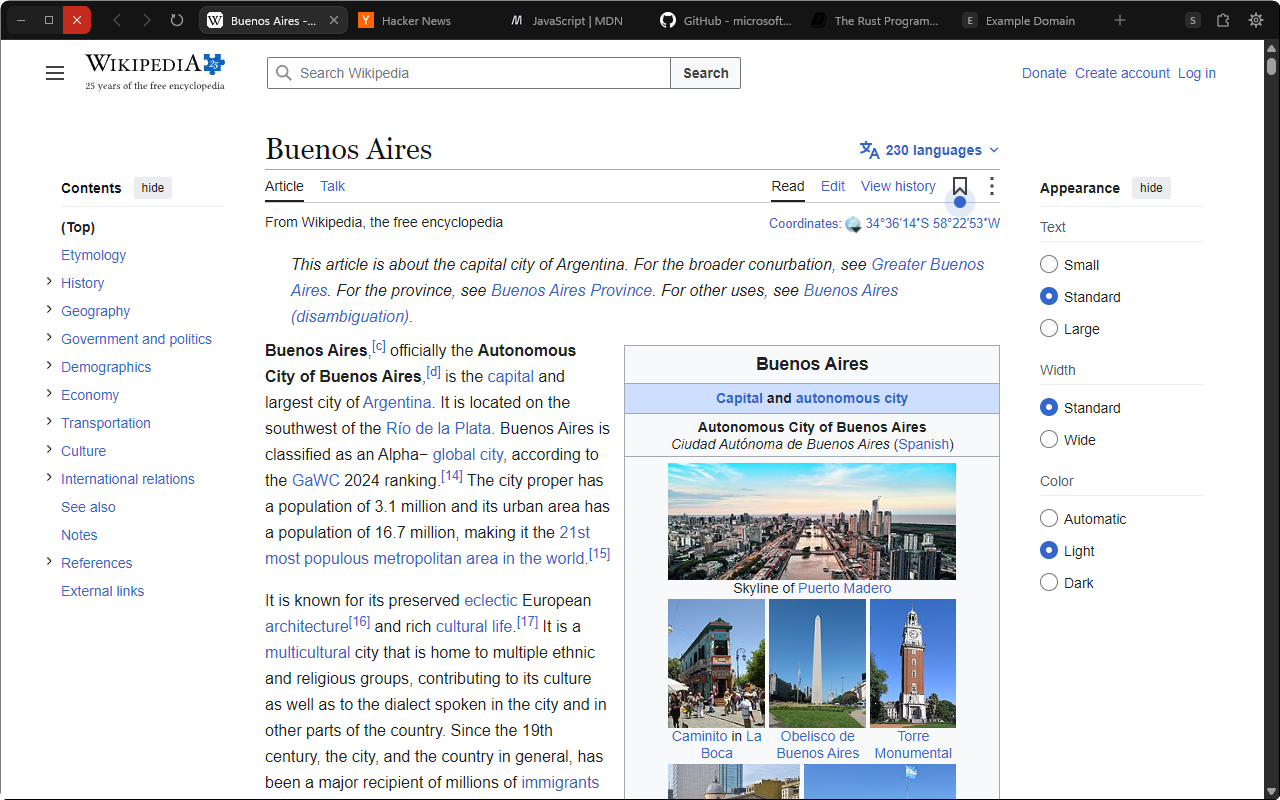 Buenos Aires -...
Hacker News
JavaScript | MDN
GitHub - microsoft...
The Rust Program...
E
Example Domain
S
WIKIPEDIA 25
25 years of the free encyclopedia
Search Wikipedia
Search
Donate Create account Log in
Buenos Aires
230 languages
Article Talk
Read Edit View history
From Wikipedia, the free encyclopedia
Coordinates: 34°36′14″S 58°22′53″W
Contents hide
(Top)
Etymology
History
Geography
Government and politics
Demographics
Economy
Transportation
Culture
International relations
See also
Notes
References
External links
This article is about the capital city of Argentina. For the broader conurbation, see Greater Buenos
Aires. For the province, see Buenos Aires Province. For other uses, see Buenos Aires
(disambiguation).
Buenos Aires,[c] officially the Autonomous
City of Buenos Aires,[d] is the capital and
largest city of Argentina. It is located on the
southwest of the Río de la Plata. Buenos Aires is
classified as an Alpha− global city, according to
the GaWC 2024 ranking.[14] The city proper has
a population of 3.1 million and its urban area has
a population of 16.7 million, making it the 21st
most populous metropolitan area in the world.[15]
It is known for its preserved eclectic European
architecture[16] and rich cultural life.[17] It is a
multicultural city that is home to multiple ethnic
and religious groups, contributing to its culture
as well as to the dialect spoken in the city and in
other parts of the country. Since the 19th
century, the city, and the country in general, has
been a major recipient of millions of immigrants
Buenos Aires
Capital and autonomous city
Autonomous City of Buenos Aires
Ciudad Autónoma de Buenos Aires (Spanish)
Skyline of Puerto Madero
Caminito in La
Boca
Obelisco de
Buenos Aires
Torre
Monumental
Appearance hide
Text
Small
Standard
Large
Width
Standard
Wide
Color
Automatic
Light
Dark